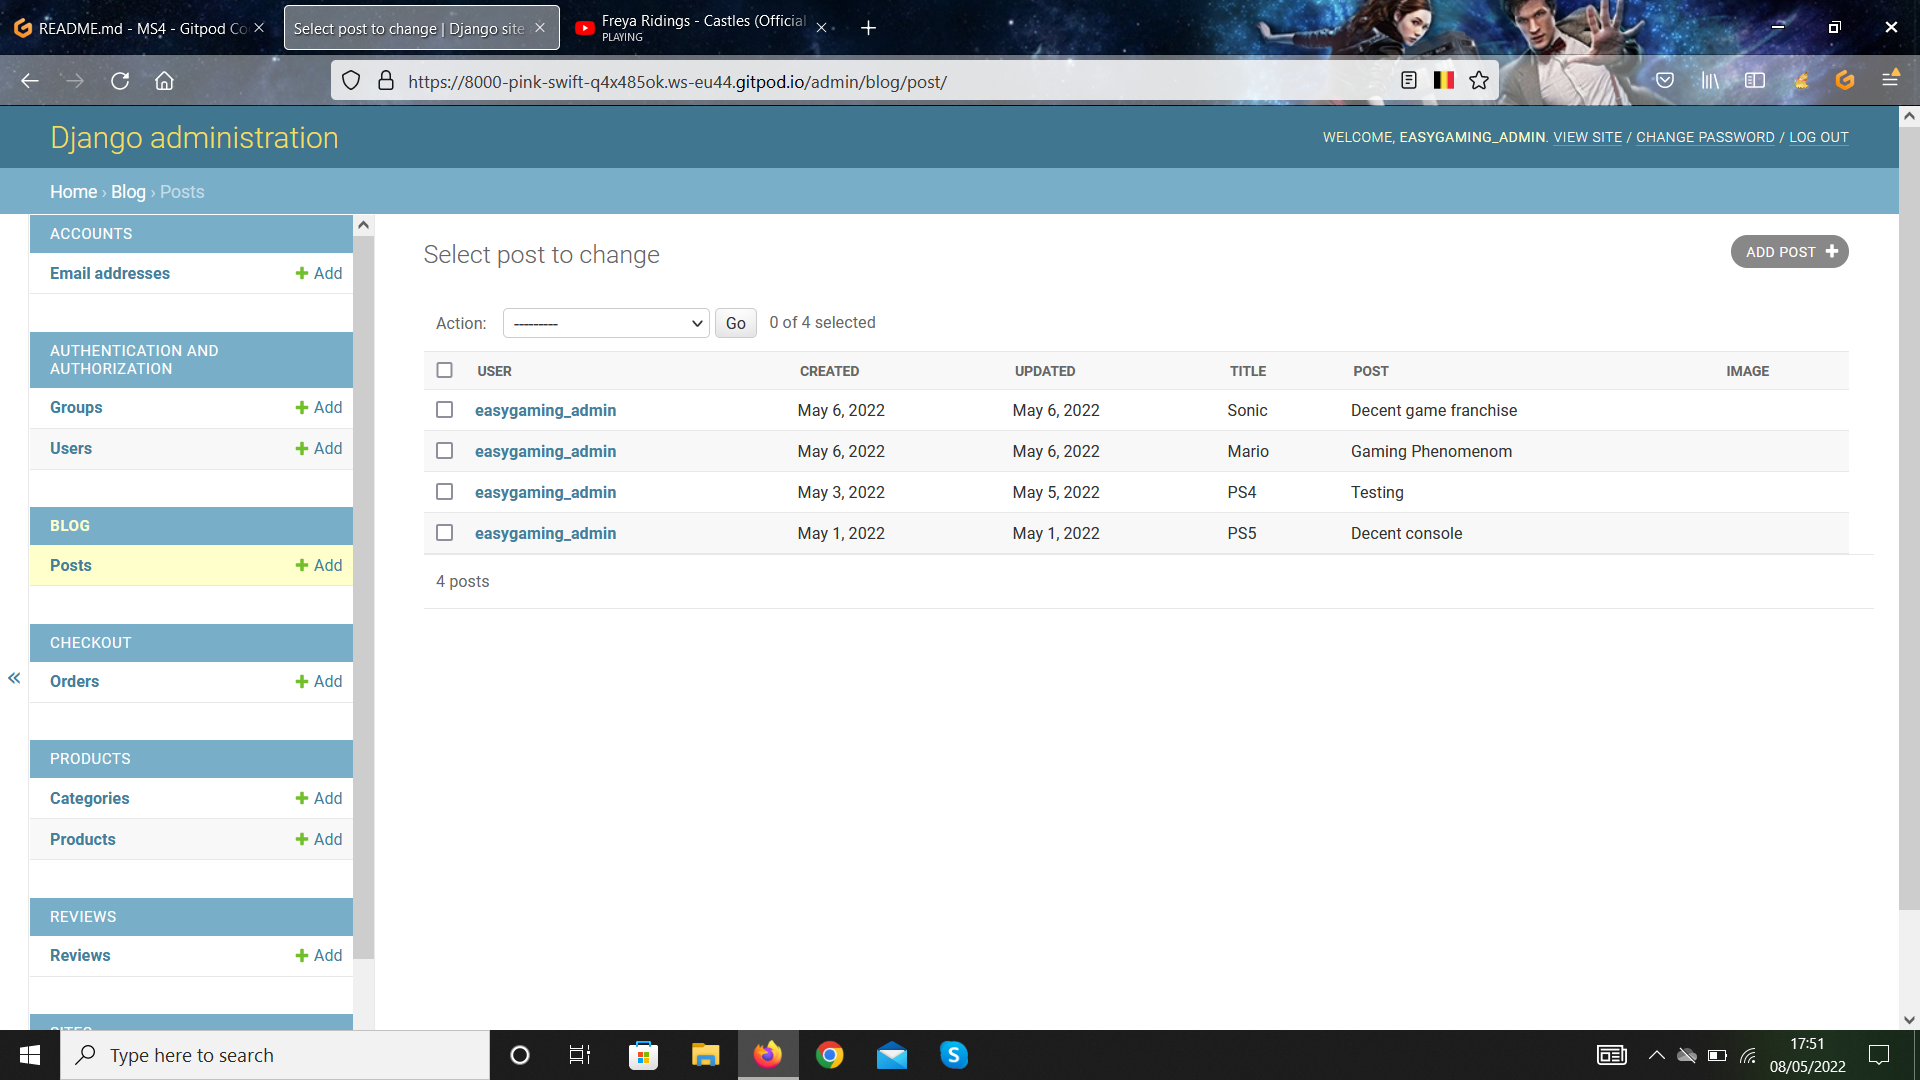 README.md - MS4 - Gitpod Co
Select post to change | Django site
Freya Ridings - Castles (Official
PLAYING
https://8000-pink-swift-q4x485ok.ws-eu44.gitpod.io/admin/blog/post/
Django administration
WELCOME, EASYGAMING_ADMIN. VIEW SITE / CHANGE PASSWORD / LOG OUT
Home › Blog › Posts
ACCOUNTS
Email addresses Add
AUTHENTICATION AND
AUTHORIZATION
Groups Add
Users Add
BLOG
Posts Add
CHECKOUT
Orders Add
PRODUCTS
Categories Add
Products Add
REVIEWS
Reviews Add
SITES
«
Select post to change
ADD POST +
Action: --------- Go 0 of 4 selected
USER CREATED UPDATED TITLE POST IMAGE
easygaming_admin May 6, 2022 May 6, 2022 Sonic Decent game franchise
easygaming_admin May 6, 2022 May 6, 2022 Mario Gaming Phenomenom
easygaming_admin May 3, 2022 May 5, 2022 PS4 Testing
easygaming_admin May 1, 2022 May 1, 2022 PS5 Decent console
4 posts
Type here to search
17:51
08/05/2022